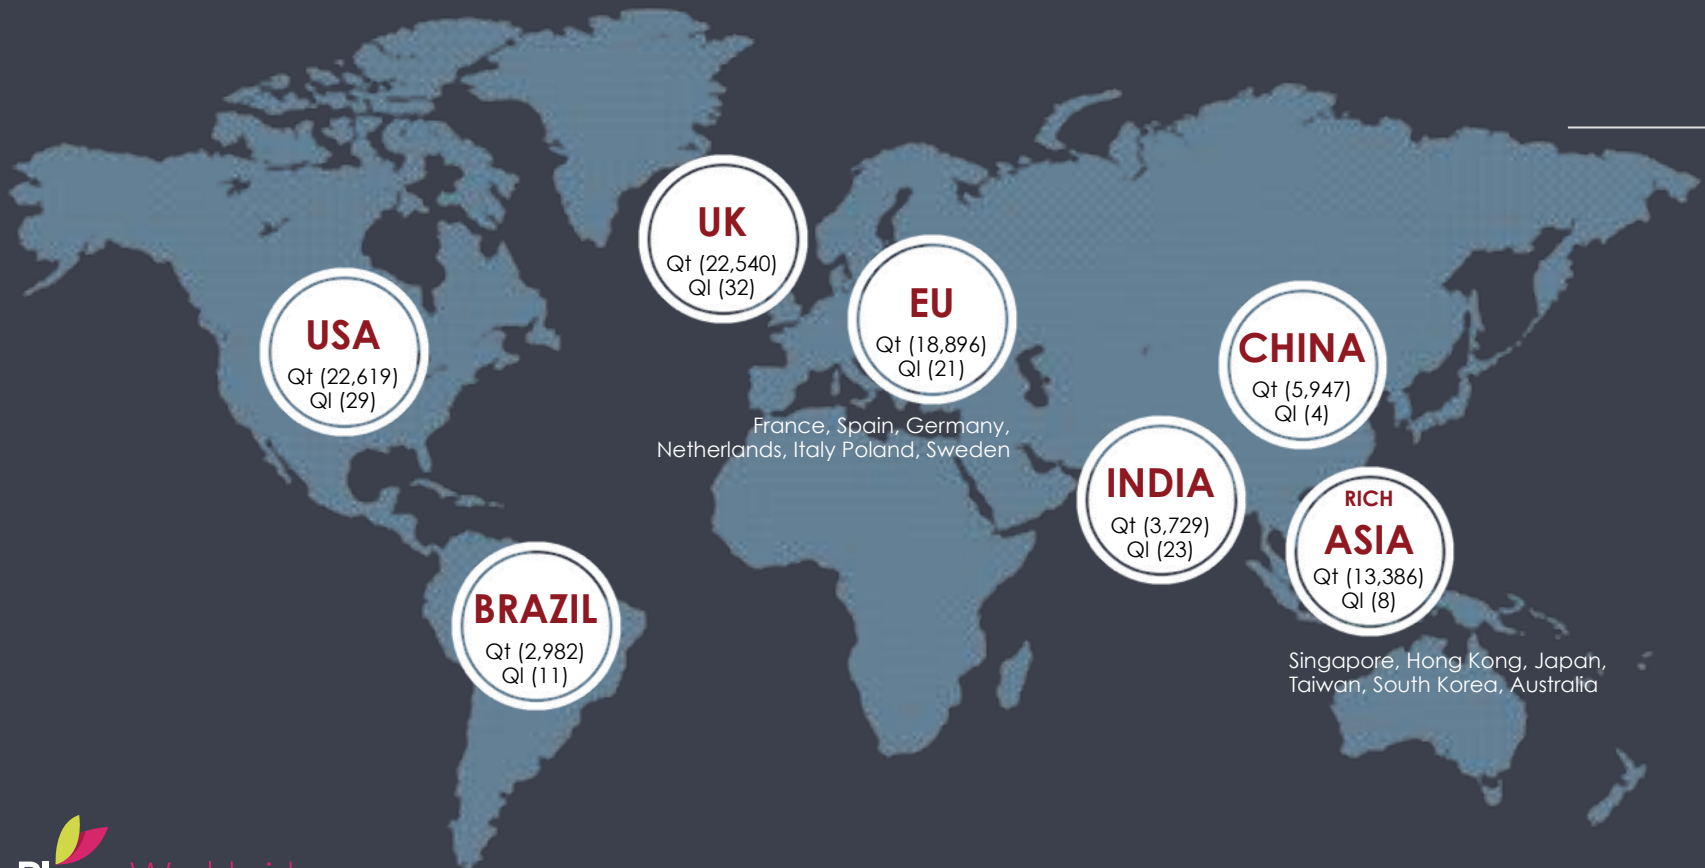 UK
Qt (22,540)
Ql (32)
EU
Qt (18,896)
Ql (21)
USA
Qt (22,619)
Ql (29)
CHINA
Qt (5,947)
Ql (4)
France, Spain, Germany,
Netherlands, Italy Poland, Sweden
INDIA
Qt (3,729)
Ql (23)
RICH
ASIA
Qt (13,386)
Ql (8)
BRAZIL
Qt (2,982)
Ql (11)
Singapore, Hong Kong, Japan,
Taiwan, South Korea, Australia